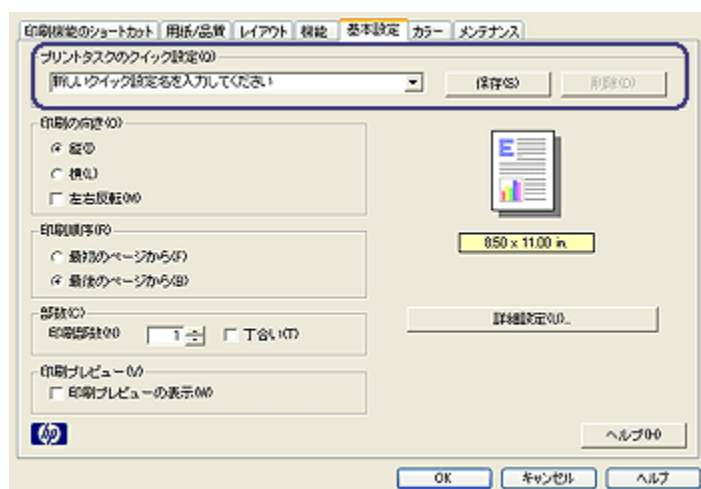 印刷機能のショートカット 用紙/品質 レイアウト 機能 基本設定 カラー メンテナンス
プリントタスクのクイック設定(Q)
新しいクイック設定名を入力してください 保存(S) 削除(D)
印刷の向き(O)
縦(I)
横(L)
左右反転(M)
E
印刷順序(R)
最初のページから(F)
最後のページから(B)
8.50 x 11.00 in.
部数(C)
印刷部数(N) 1 丁合い(T)
詳細設定(U)...
印刷プレビュー(V)
印刷プレビューの表示(W)
hp
ヘルプ(H)
OK キャンセル ヘルプ